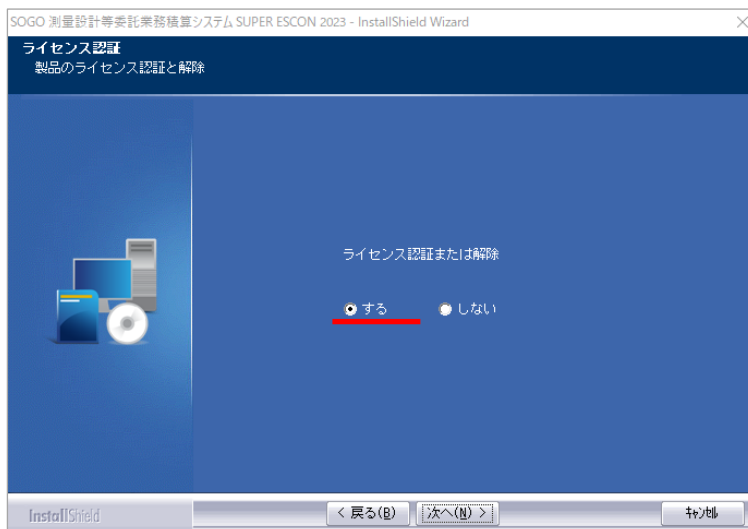 SOGO 測量設計等委託業務積算システム SUPER ESCON 2023 - InstallShield Wizard
ライセンス認証
製品のライセンス認証と解除
ライセンス認証または解除
する しない
InstallShield
< 戻る(B) 次へ(N) > キャンセル